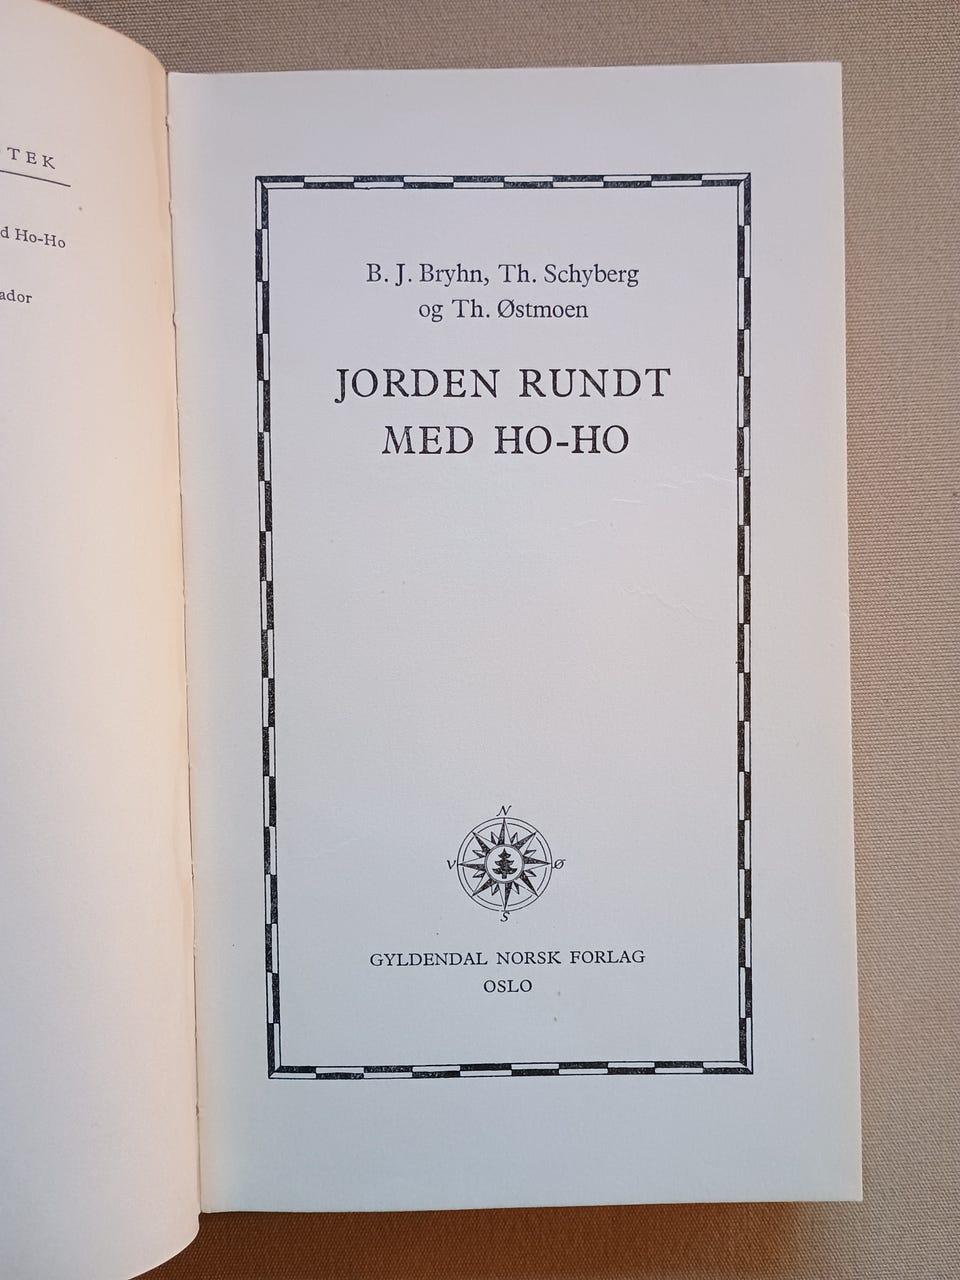 TEK
d Ho-Ho
ador
B. J. Bryhn, Th. Schyberg
og Th. Østmoen
JORDEN RUNDT
MED HO-HO
N
V Ø
S
GYLDENDAL NORSK FORLAG
OSLO